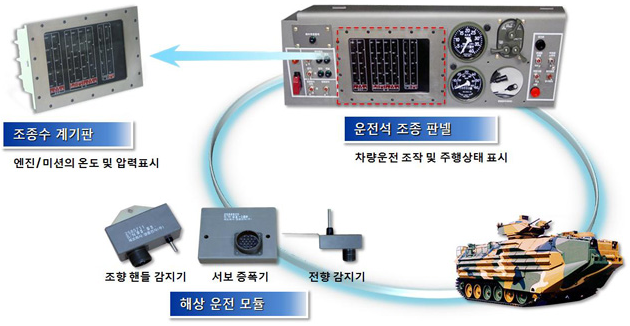 조종수 계기판
엔진/미션의 온도 및 압력표시
운전석 조종 판넬
차량운전 조작 및 주행상태 표시
조향 핸들 감지기
서보 증폭기
전향 감지기
해상 운전 모듈